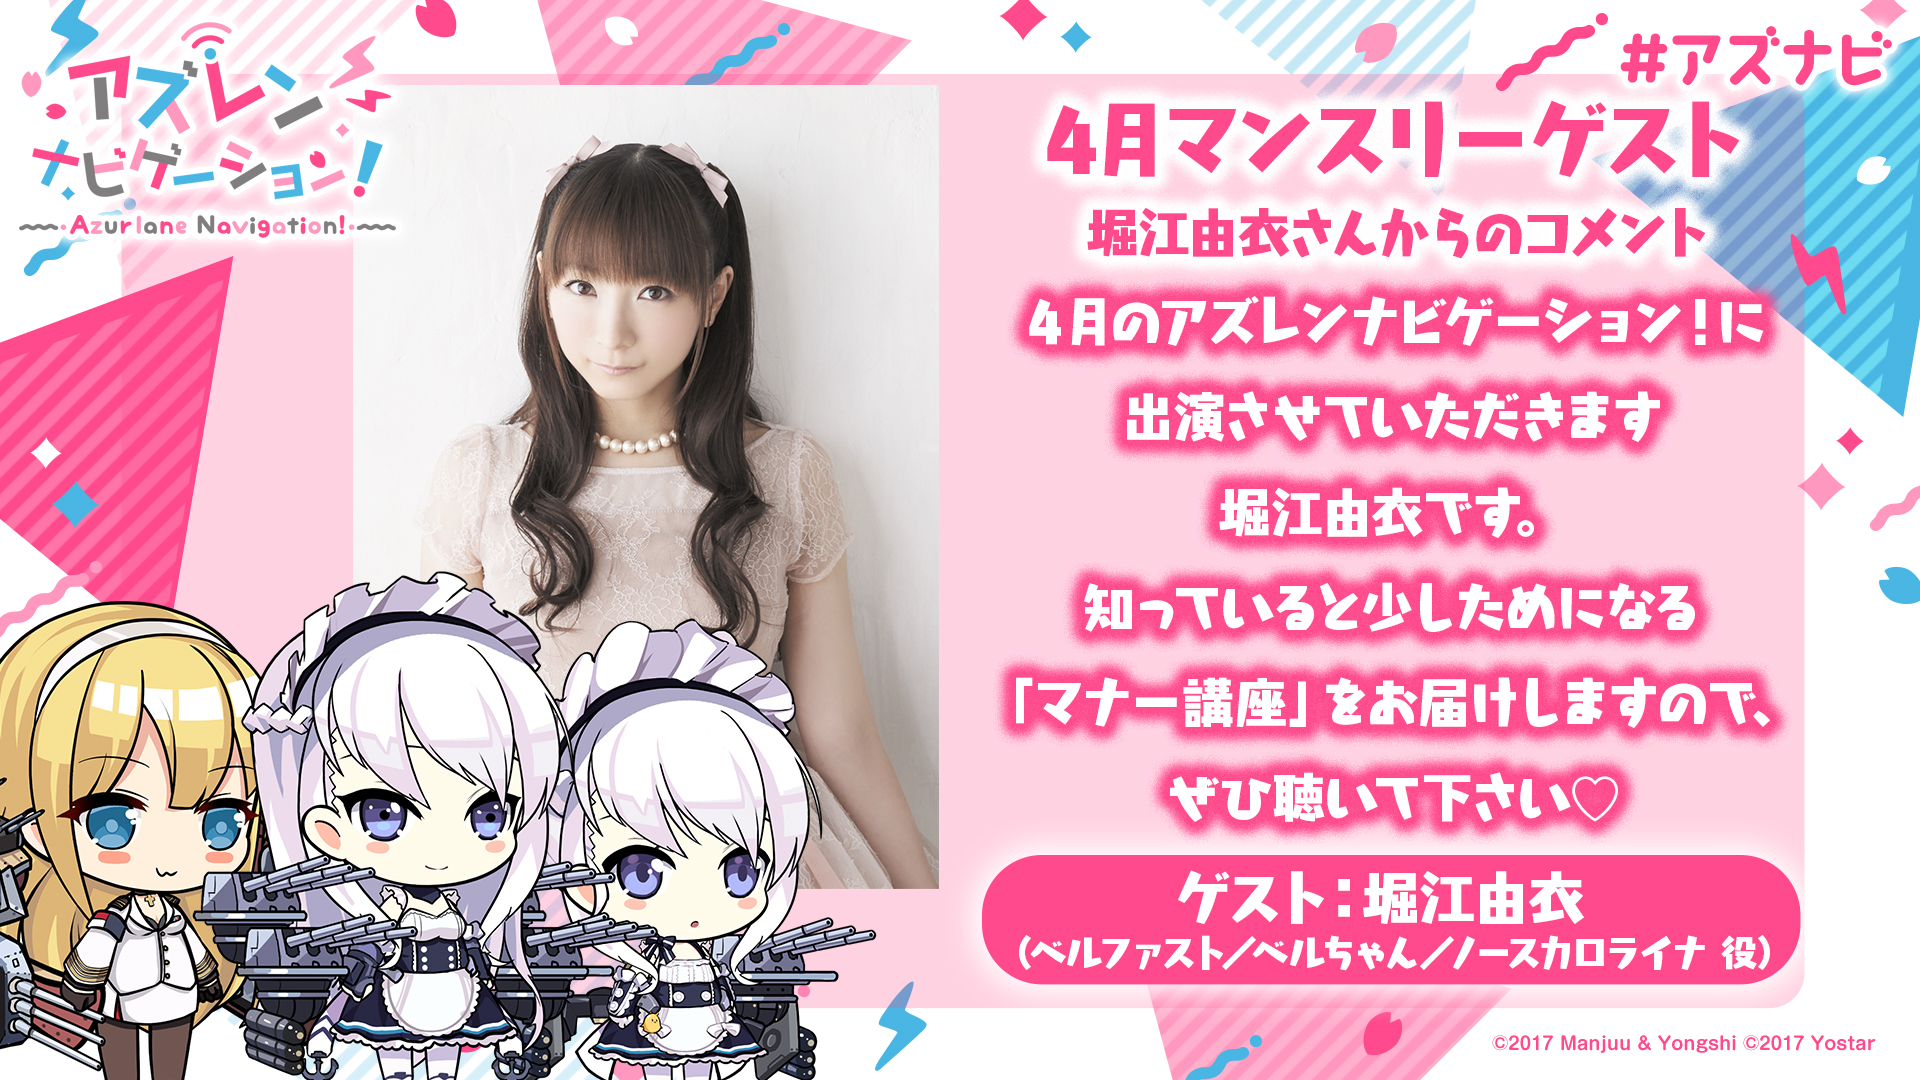 アズレン
ナビゲーション!
Azurlane Navigation!
#アズナビ
4月マンスリーゲスト
堀江由衣さんからのコメント
4月のアズレンナビゲーション!に
出演させていただきます
堀江由衣です。
知っていると少しためになる
「マナー講座」をお届けしますので、
ぜひ聴いて下さい♡
ゲスト:堀江由衣
(ベルファスト/ベルちゃん/ノースカロライナ 役)
©2017 Manjuu & Yongshi ©2017 Yostar